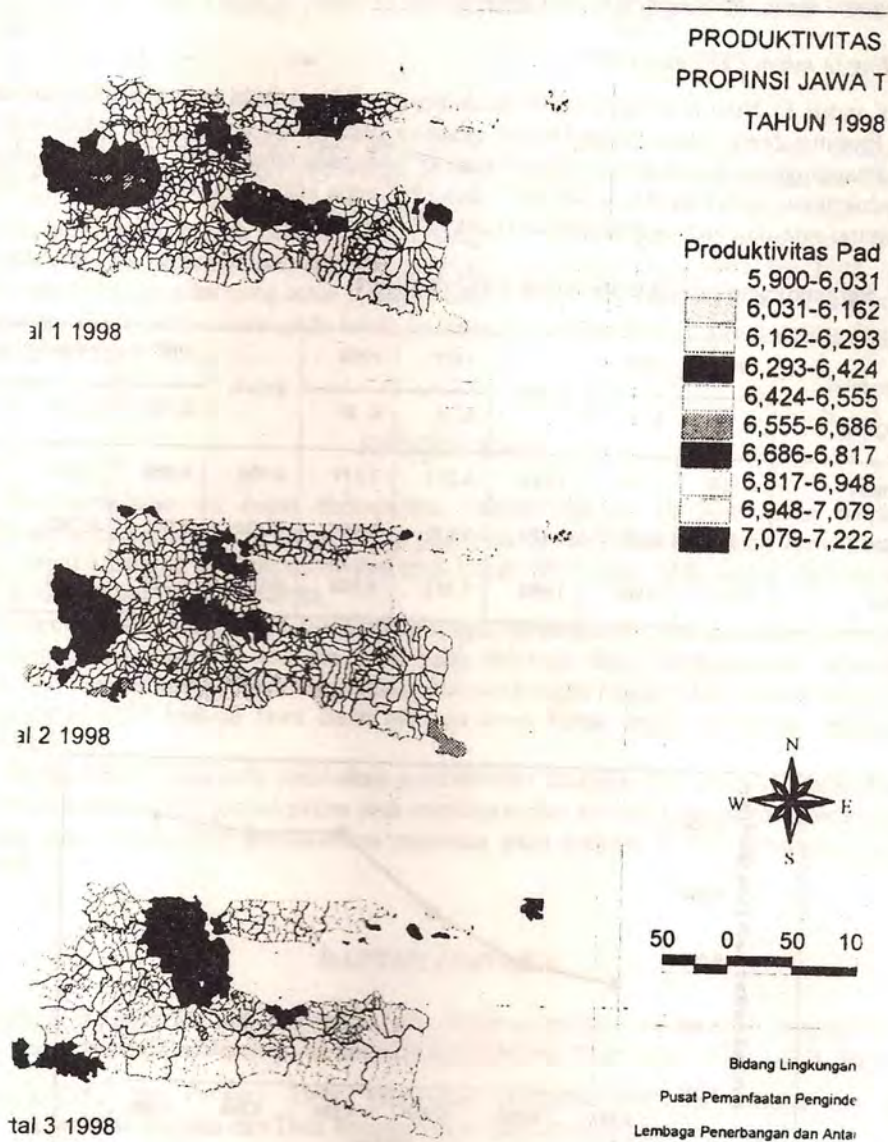 PRODUKTIVITAS
PROPINSI JAWA T
TAHUN 1998
Produktivitas Pad
5,900-6,031
6,031-6,162
6,162-6,293
6,293-6,424
6,424-6,555
6,555-6,686
6,686-6,817
6,817-6,948
6,948-7,079
7,079-7,222
al 1 1998
al 2 1998
tal 3 1998
N
W E
S
50 0 50 10
Bidang Lingkungan
Pusat Pemanfaatan Penginde
Lembaga Penerbangan dan Antar